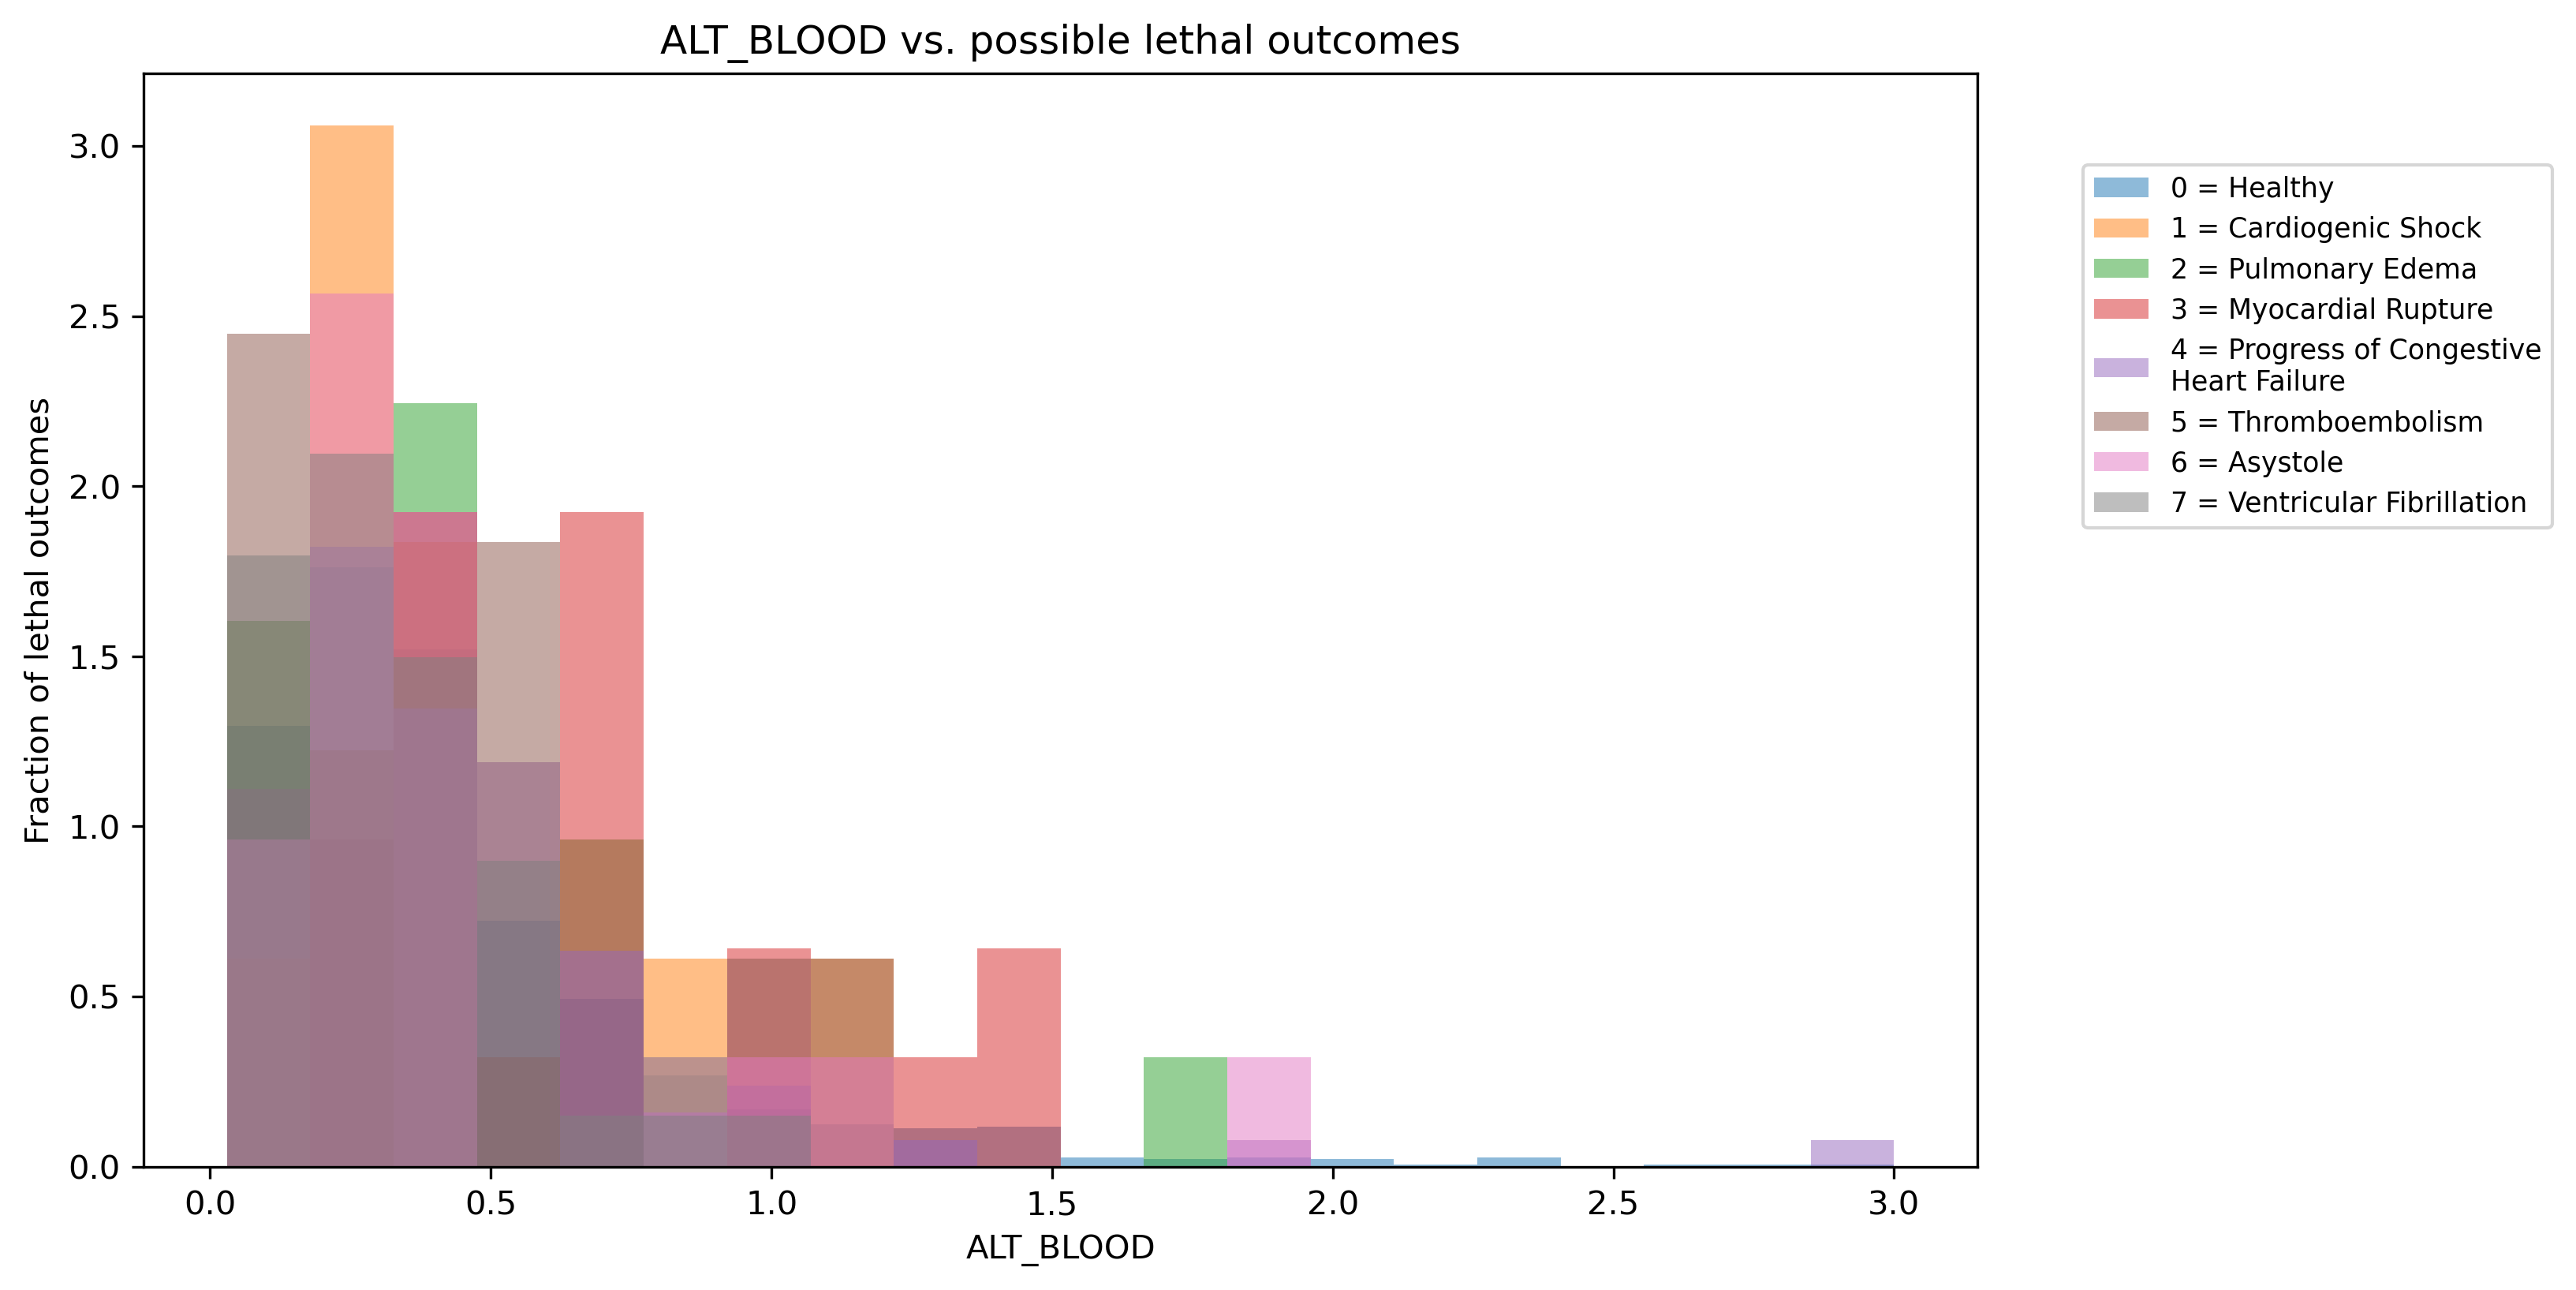 ALT_BLOOD vs. possible lethal outcomes
Fraction of lethal outcomes
3.0
2.5
2.0
1.5
1.0
0.5
0.0
0.0 0.5 1.0 1.5 2.0 2.5 3.0
ALT_BLOOD
0 = Healthy
1 = Cardiogenic Shock
2 = Pulmonary Edema
3 = Myocardial Rupture
4 = Progress of Congestive
Heart Failure
5 = Thromboembolism
6 = Asystole
7 = Ventricular Fibrillation